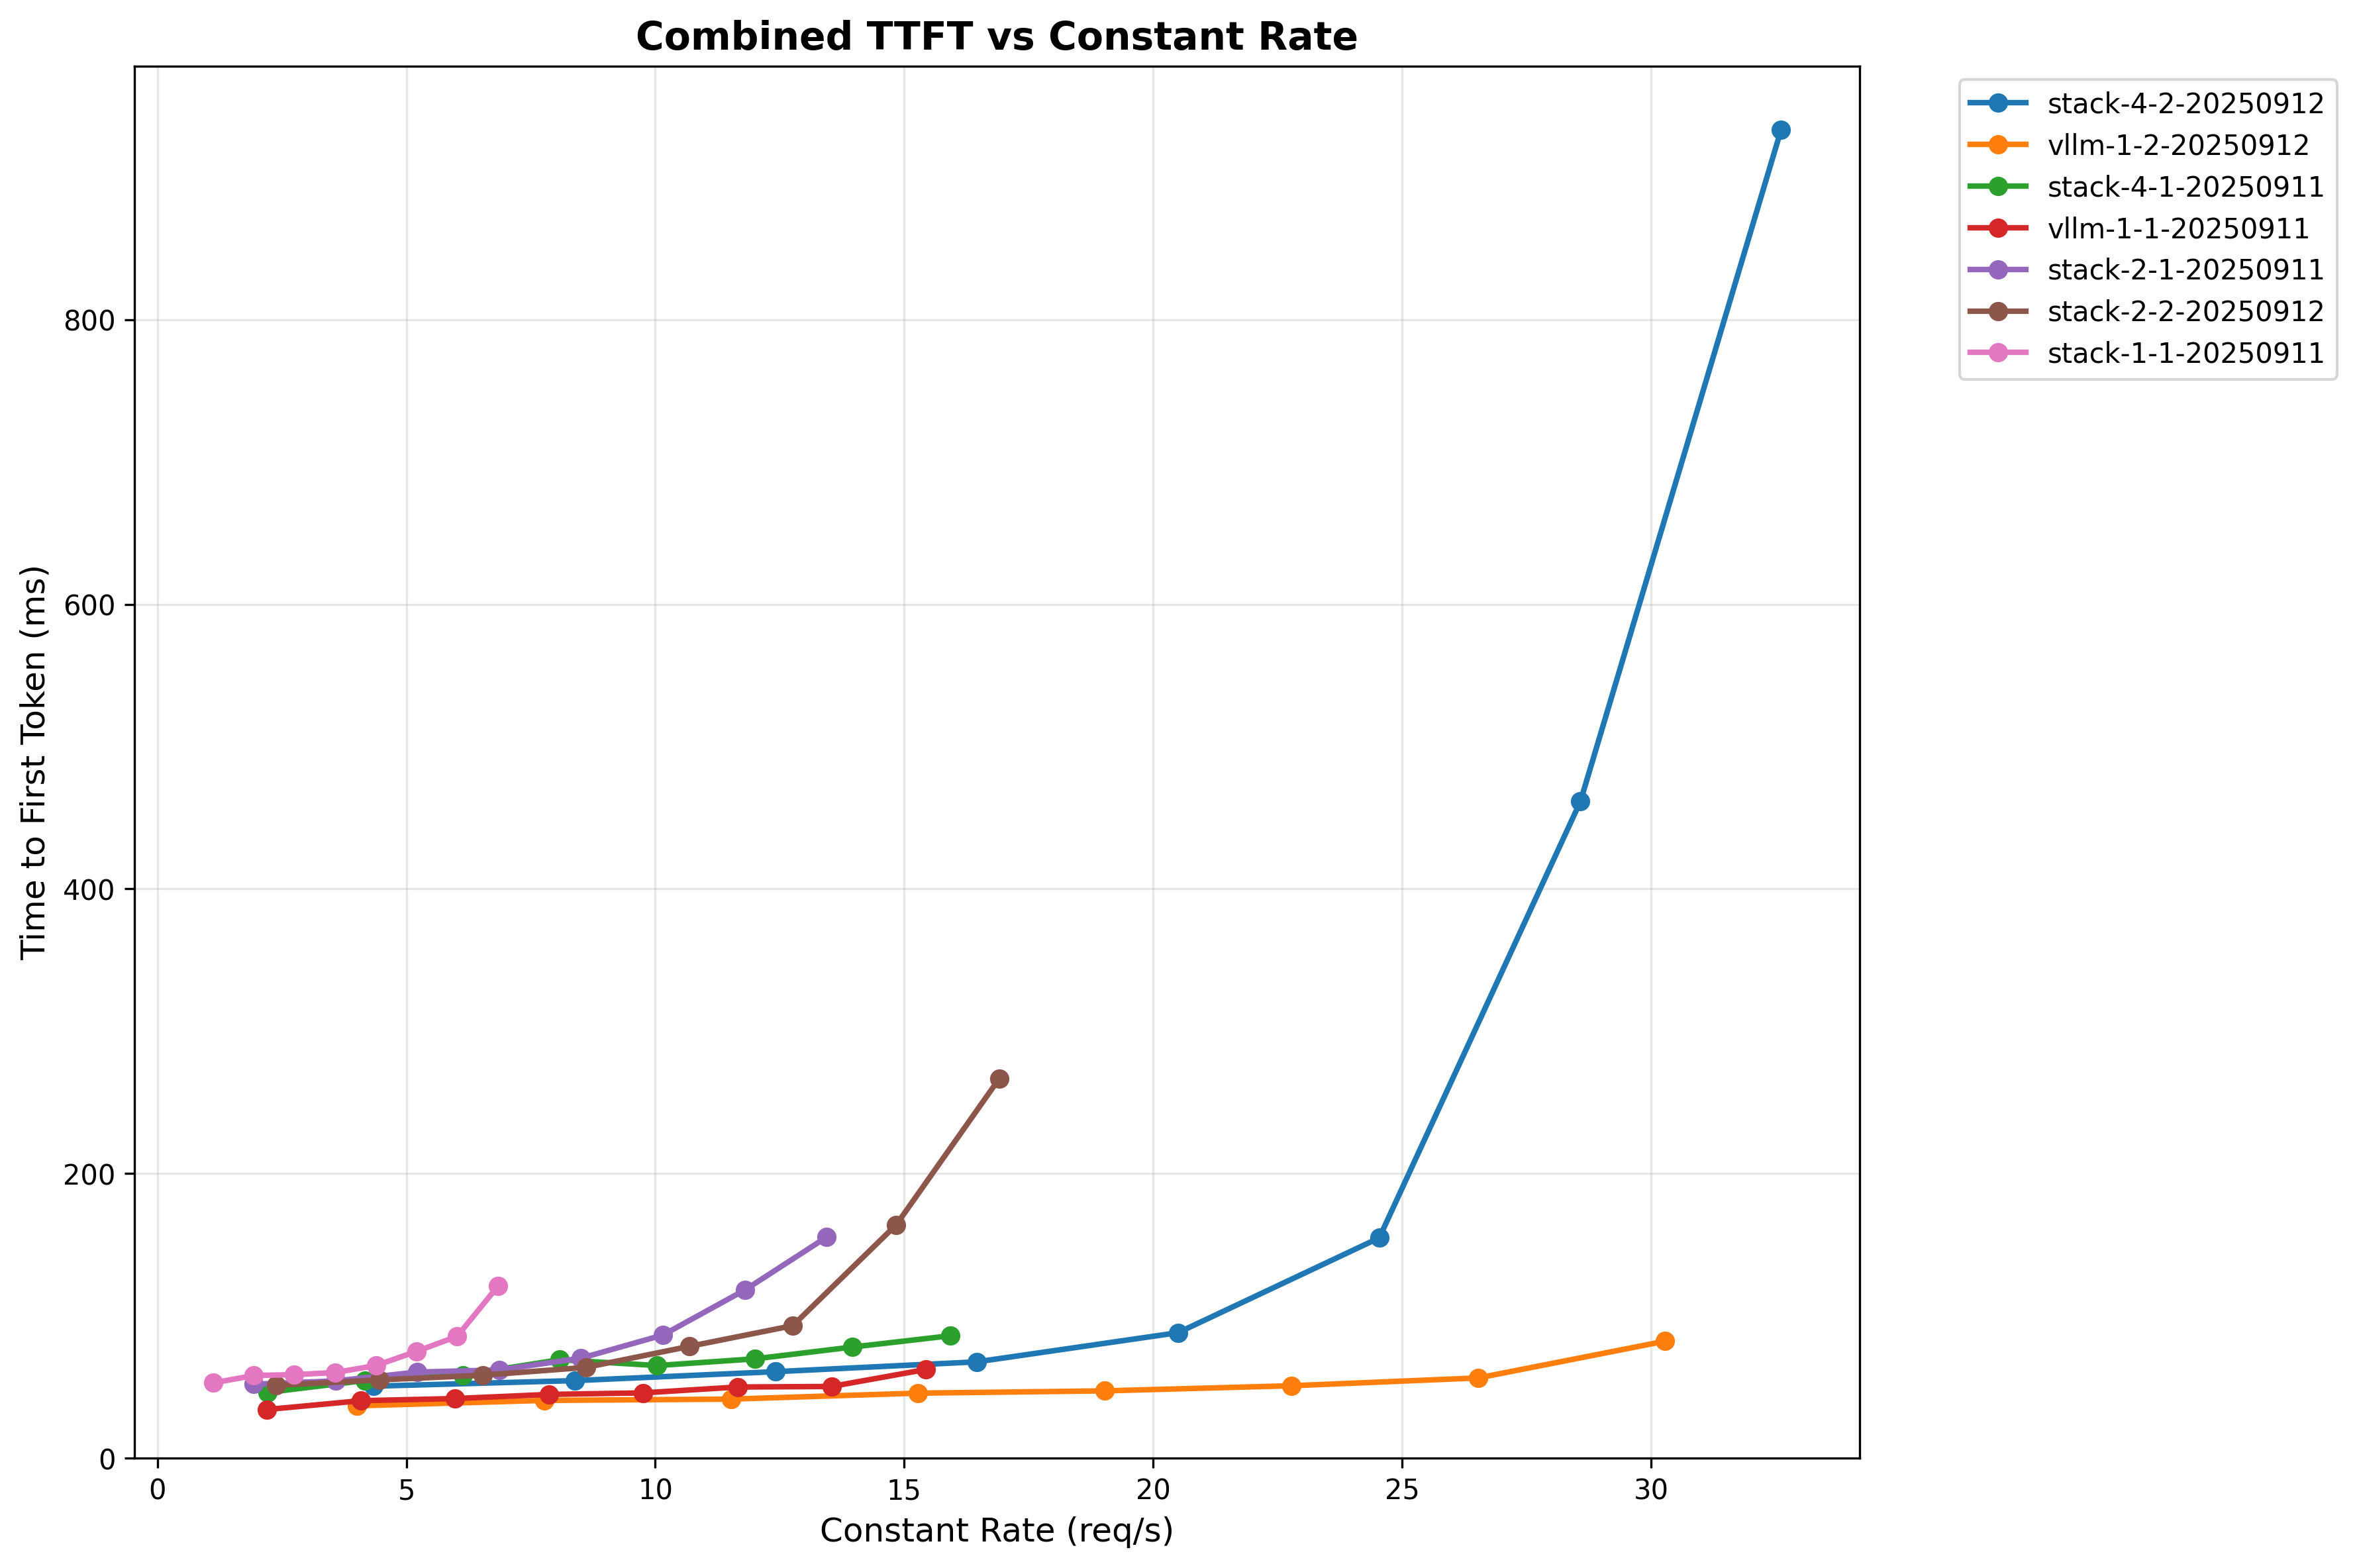 Combined TTFT vs Constant Rate
stack-4-2-20250912
vllm-1-2-20250912
stack-4-1-20250911
vllm-1-1-20250911
stack-2-1-20250911
stack-2-2-20250912
stack-1-1-20250911
Time to First Token (ms)
800
600
400
200
0
0 5 10 15 20 25 30
Constant Rate (req/s)